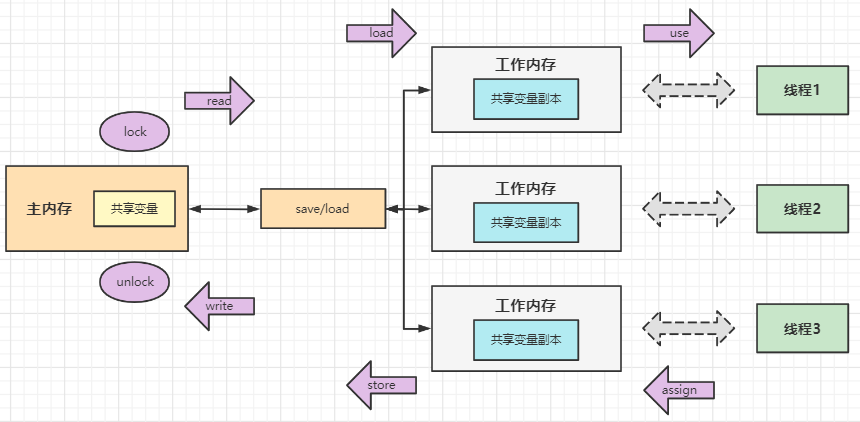 load
use
工作内存
共享变量副本
线程1
read
lock
主内存
共享变量
save/load
工作内存
共享变量副本
线程2
unlock
write
工作内存
共享变量副本
线程3
store
assign